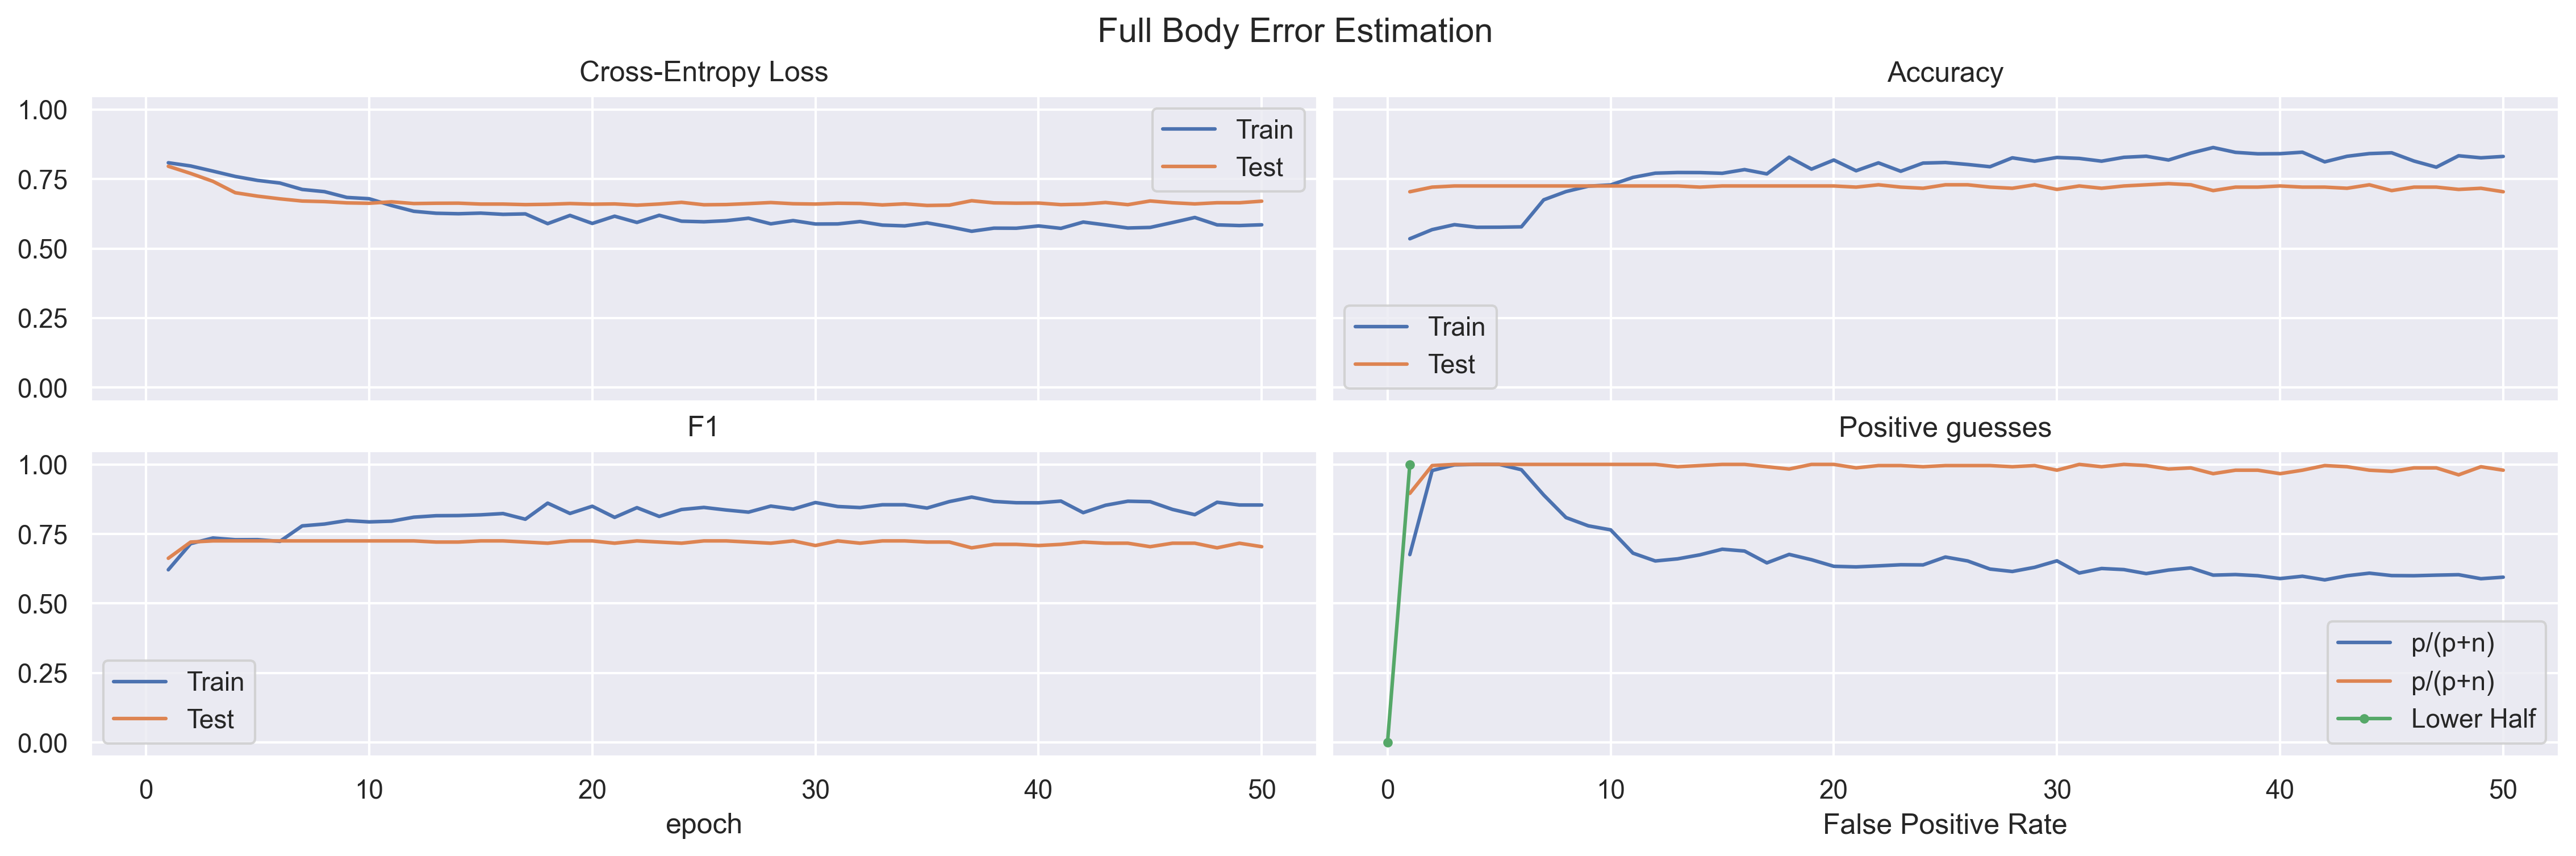 Full Body Error Estimation
Cross-Entropy Loss
1.00
0.75
0.50
0.25
0.00
Train
Test
Accuracy
Train
Test
F1
1.00
0.75
0.50
0.25
0.00
Train
Test
0 10 20 30 40 50
epoch
Positive guesses
p/(p+n)
p/(p+n)
Lower Half
0 10 20 30 40 50
False Positive Rate